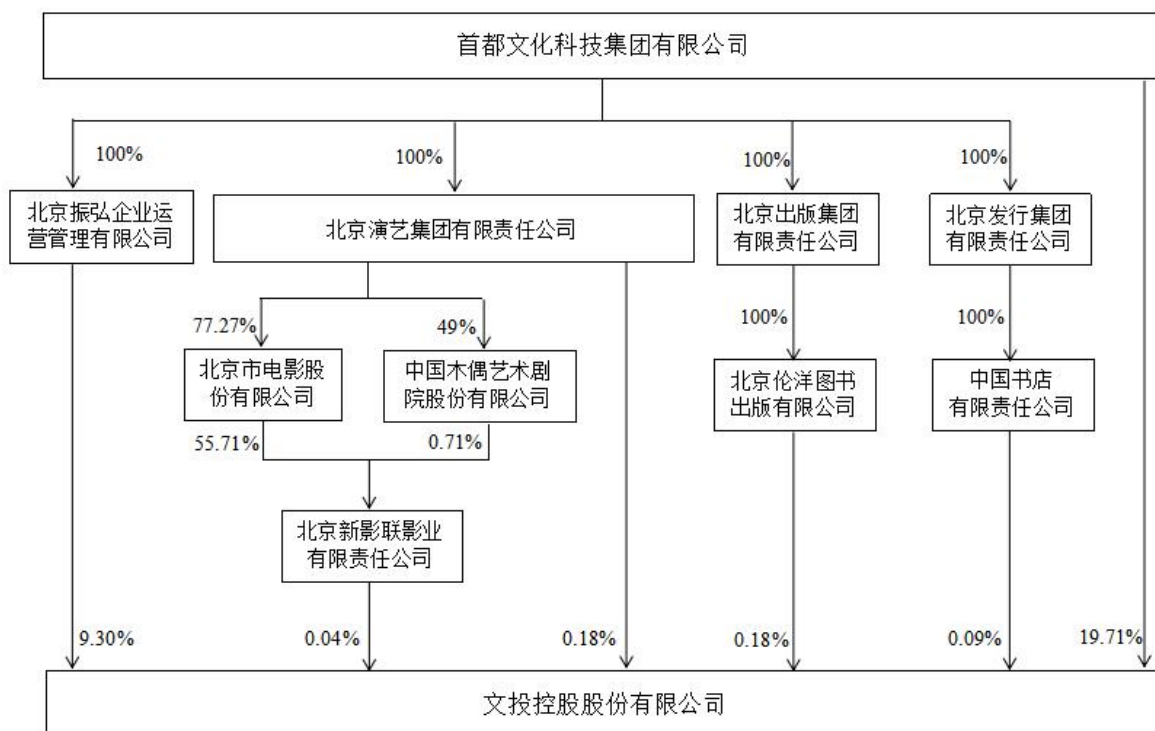 首都文化科技集团有限公司
100%
100%
100%
100%
北京振弘企业运
营管理有限公司
北京演艺集团有限责任公司
北京出版集团
有限责任公司
北京发行集团
有限责任公司
77.27%
49%
100%
100%
北京市电影股
份有限公司
中国木偶艺术剧
院股份有限公司
北京伦洋图书
出版有限公司
中国书店
有限责任公司
55.71%
0.71%
北京新影联影业
有限责任公司
9.30%
0.04%
0.18%
0.18%
0.09%
19.71%
文投控股股份有限公司